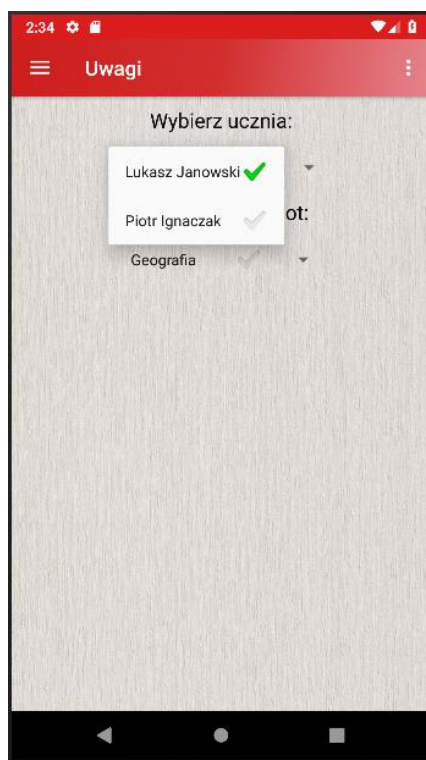 2:34
Uwagi
Wybierz ucznia:
Lukasz Janowski
Piotr Ignaczak
ot:
Geografia